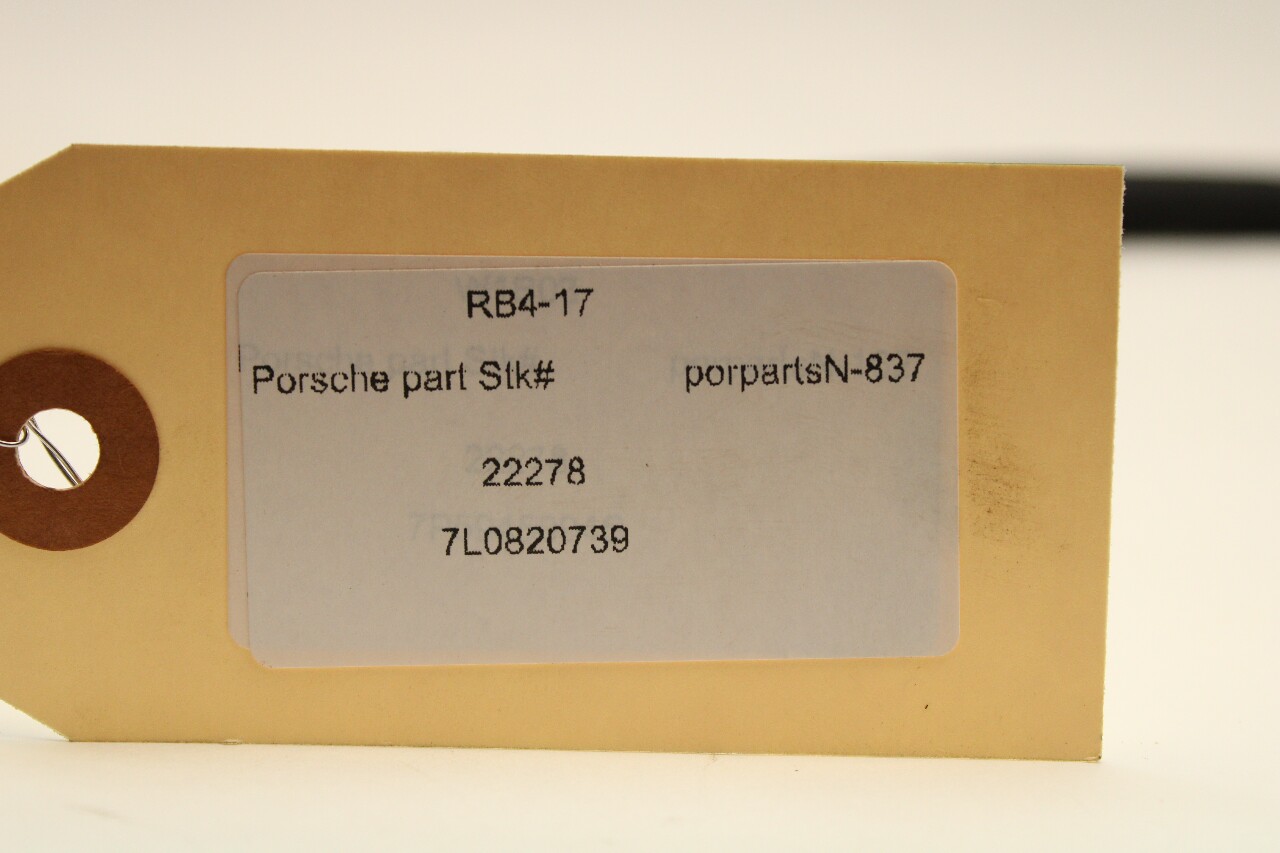 RB4-17
Porsche part Stk# porpartsN-837
22278
7L0820739